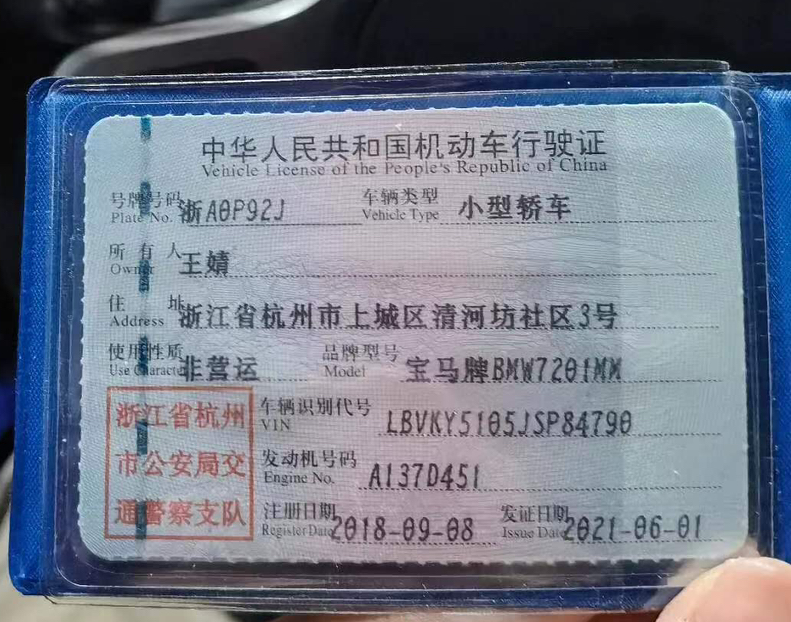 中华人民共和国机动车行驶证
Vehicle License of the People's Republic of China
号牌号码 浙A0P92J 车辆类型 小型轿车
Plate No. Vehicle Type
所有人 王婧
Owner
住址 浙江省杭州市上城区清河坊社区3号
Address
使用性质 非营运 品牌型号 宝马牌BMW7201MM
Use Character Model
浙江省杭州
市公安局交
通警察支队
车辆识别代号 LBVKY5105JSP84790
VIN
发动机号码 A137D451
Engine No.
注册日期 2018-09-08 发证日期 2021-06-01
Register Date Issue Date